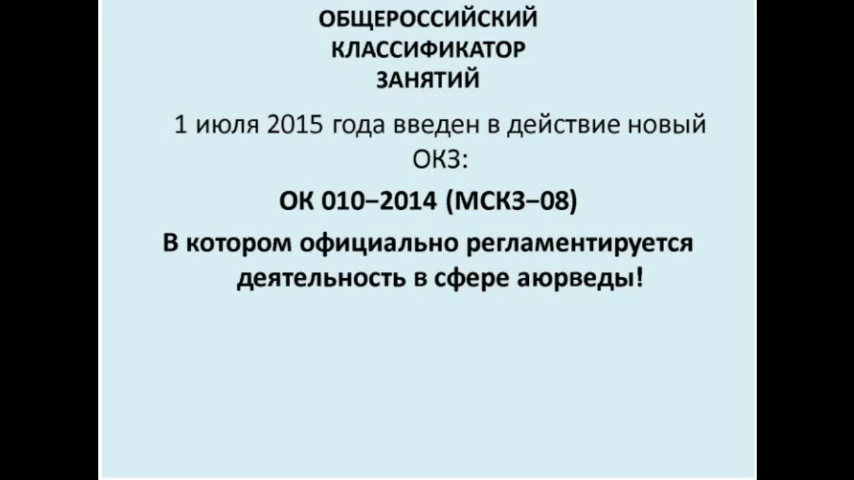 ОБЩЕРОССИЙСКИЙ
КЛАССИФИКАТОР
ЗАНЯТИЙ
1 июля 2015 года введен в действие новый
ОКЗ:
ОК 010–2014 (МСКЗ–08)
В котором официально регламентируется
деятельность в сфере аюрведы!